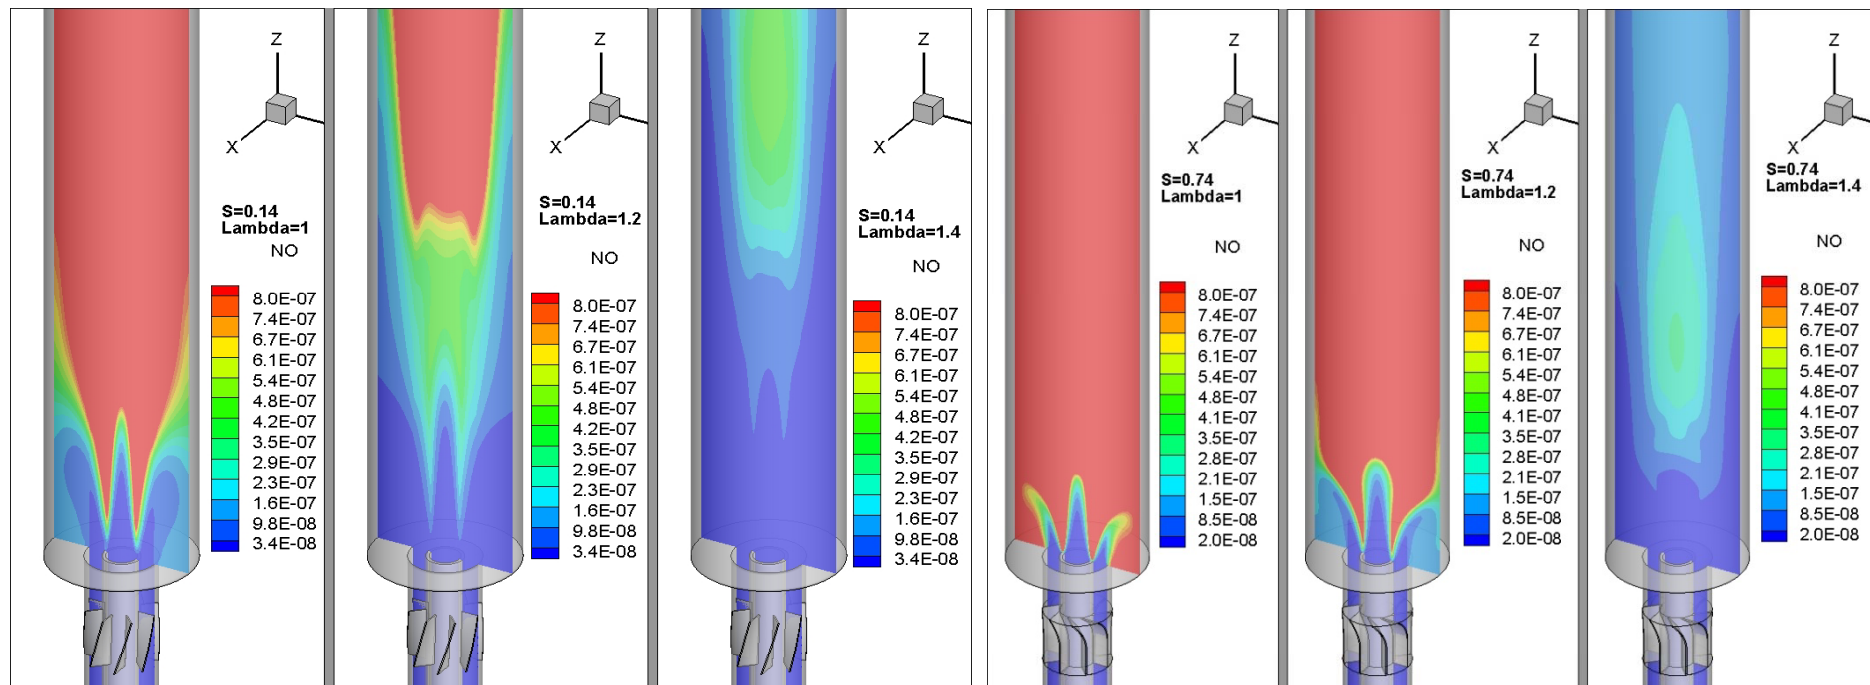 Z
X
S=0.14
Lambda=1
NO
8.0E-07
7.4E-07
6.7E-07
6.1E-07
5.4E-07
4.8E-07
4.2E-07
3.5E-07
2.9E-07
2.3E-07
1.6E-07
9.8E-08
3.4E-08
Z
X
S=0.14
Lambda=1.2
NO
8.0E-07
7.4E-07
6.7E-07
6.1E-07
5.4E-07
4.8E-07
4.2E-07
3.5E-07
2.9E-07
2.3E-07
1.6E-07
9.8E-08
3.4E-08
Z
X
S=0.14
Lambda=1.4
NO
8.0E-07
7.4E-07
6.7E-07
6.1E-07
5.4E-07
4.8E-07
4.2E-07
3.5E-07
2.9E-07
2.3E-07
1.6E-07
9.8E-08
3.4E-08
Z
X
S=0.74
Lambda=1
NO
8.0E-07
7.4E-07
6.7E-07
6.1E-07
5.4E-07
4.8E-07
4.1E-07
3.5E-07
2.8E-07
2.1E-07
1.5E-07
8.5E-08
2.0E-08
Z
X
S=0.74
Lambda=1.2
NO
8.0E-07
7.4E-07
6.7E-07
6.1E-07
5.4E-07
4.8E-07
4.1E-07
3.5E-07
2.8E-07
2.1E-07
1.5E-07
8.5E-08
2.0E-08
Z
X
S=0.74
Lambda=1.4
NO
8.0E-07
7.4E-07
6.7E-07
6.1E-07
5.4E-07
4.8E-07
4.1E-07
3.5E-07
2.8E-07
2.1E-07
1.5E-07
8.5E-08
2.0E-08